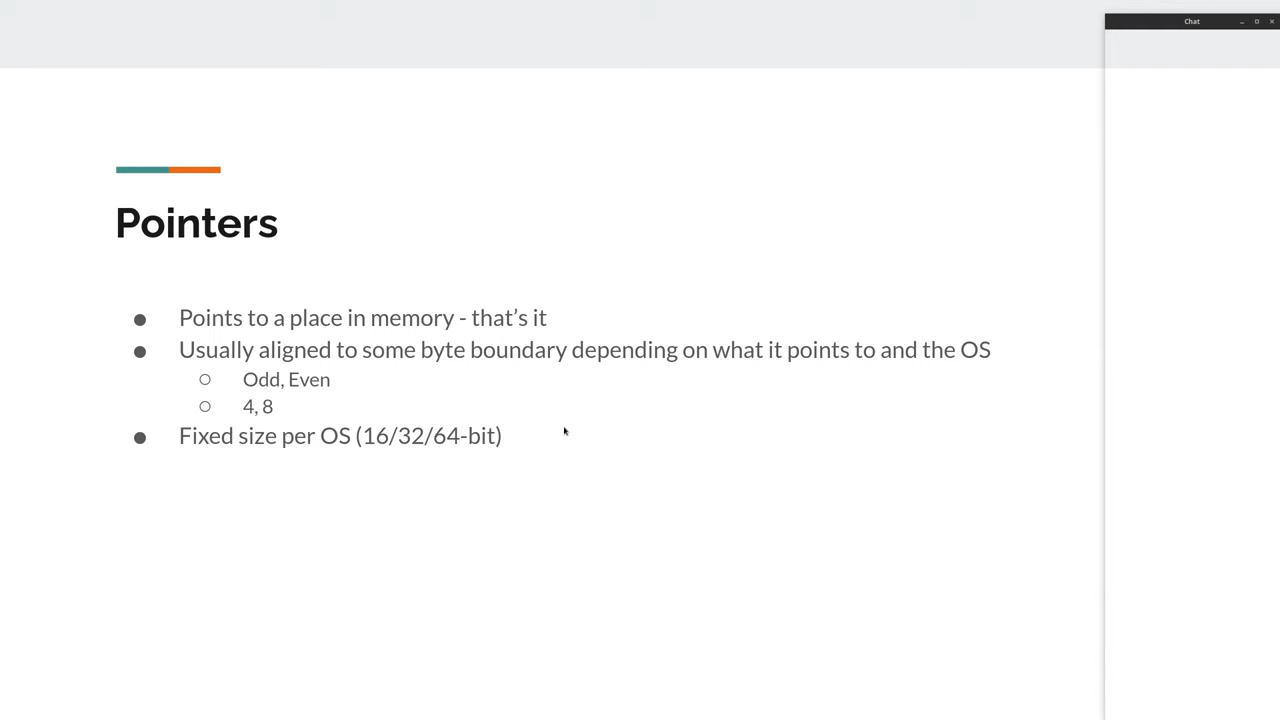 Chat
Pointers
● Points to a place in memory - that’s it
● Usually aligned to some byte boundary depending on what it points to and the OS
○ Odd, Even
○ 4, 8
● Fixed size per OS (16/32/64-bit)